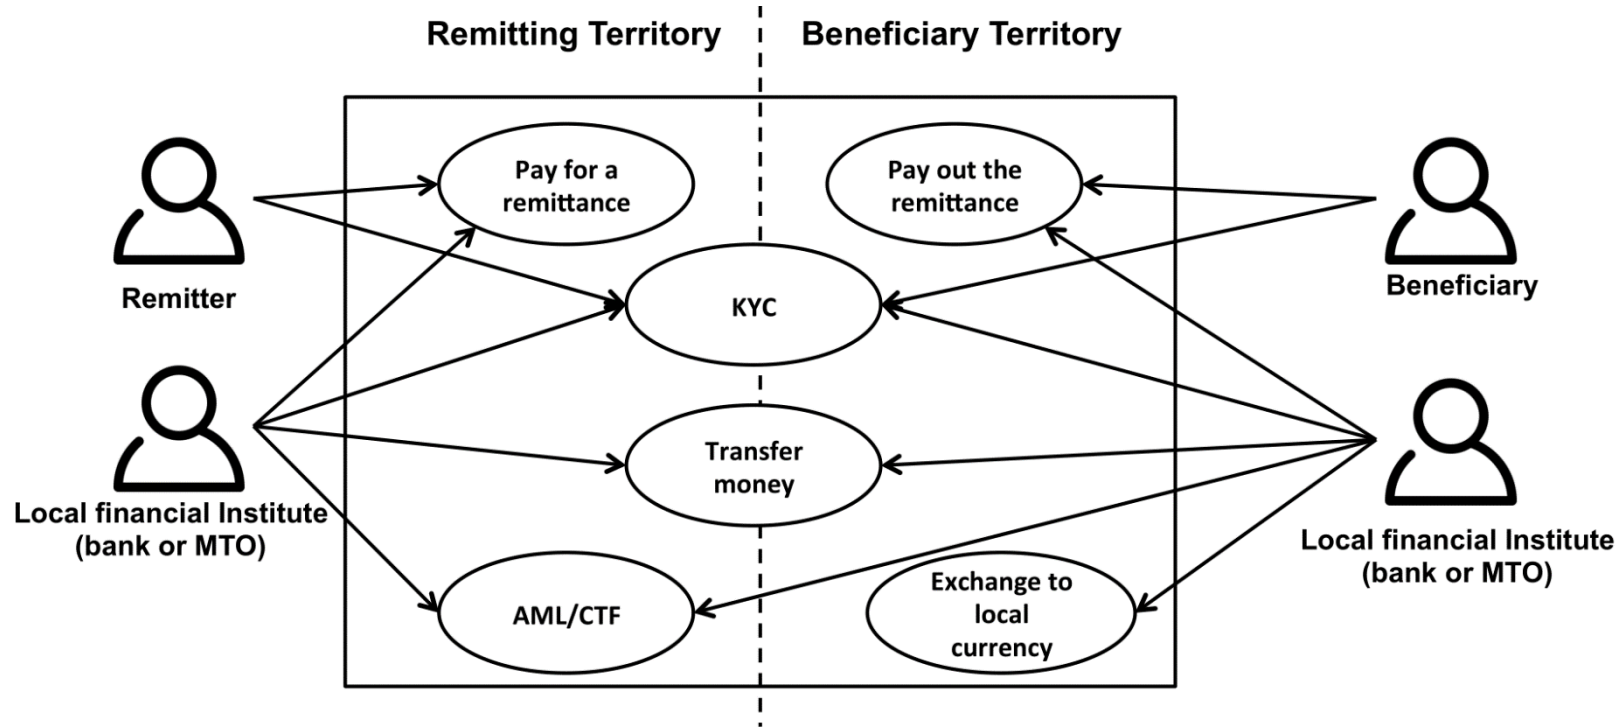 Remitting Territory
Beneficiary Territory
Pay for a
remittance
Pay out the
remittance
Remitter
KYC
Beneficiary
Local financial Institute
(bank or MTO)
Transfer
money
Local financial Institute
(bank or MTO)
AML/CTF
Exchange to
local
currency